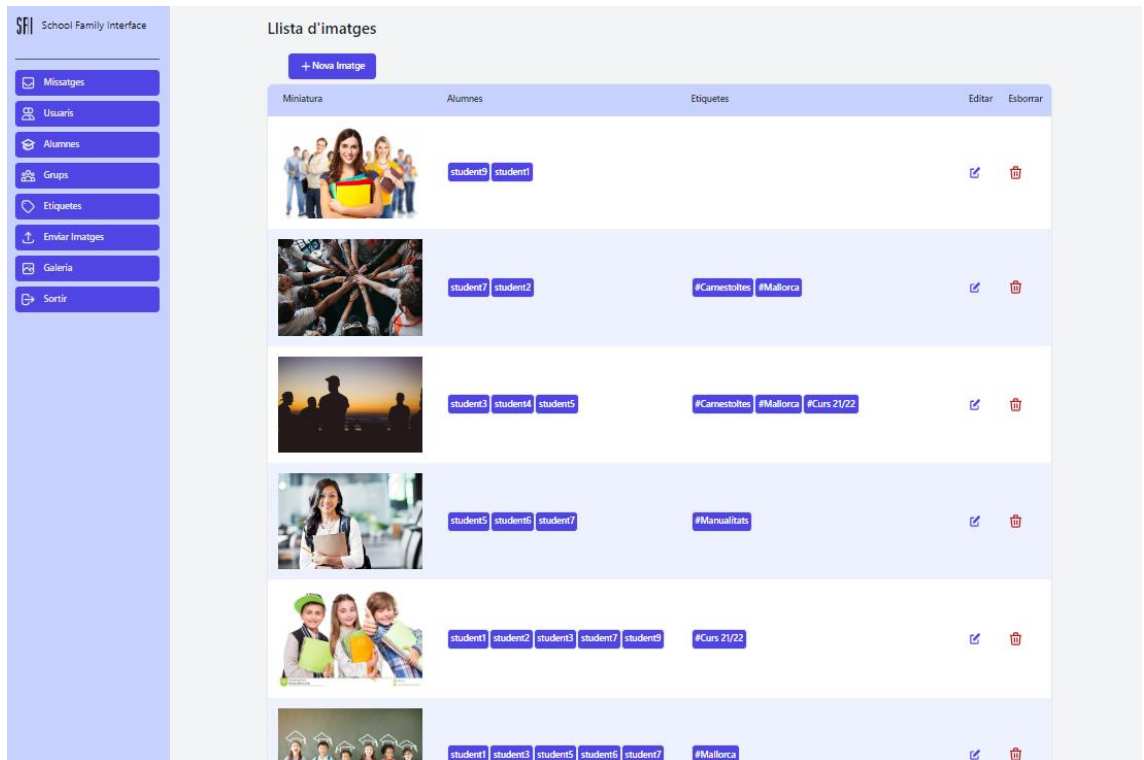 SFI School Family Interface
Missatges
Usuaris
Alumnes
Grups
Etiquetes
Enviar Imatges
Galeria
Sortir
Llista d'imatges
+ Nova Imatge
Miniatura Alumnes Etiquetes Editar Esborrar
student9 student1
student7 student2 #Carnestoltes #Mallorca
student3 student4 student5 #Carnestoltes #Mallorca #Curs 21/22
student5 student6 student7 #Manualitats
student1 student2 student3 student7 student9 #Curs 21/22
student1 student3 student5 student6 student7 #Mallorca